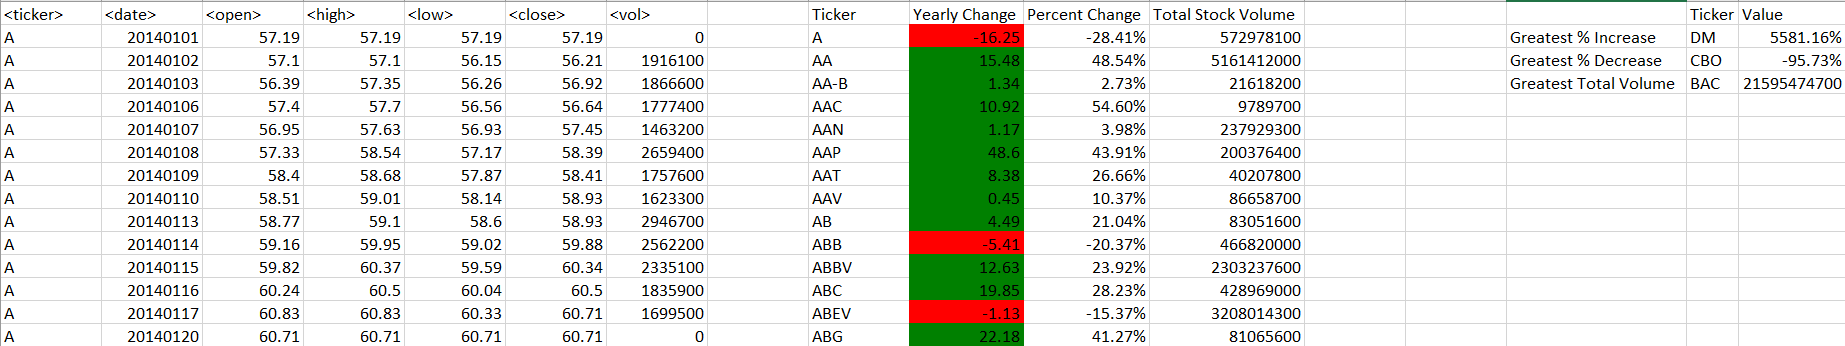 <ticker> <date> <open> <high> <low> <close> <vol> Ticker Yearly Change Percent Change Total Stock Volume Ticker Value
A 20140101 57.19 57.19 57.19 57.19 0 A -16.25 -28.41% 572978100 Greatest % Increase DM 5581.16%
A 20140102 57.1 57.1 56.15 56.21 1916100 AA 15.48 48.54% 5161412000 Greatest % Decrease CBO -95.73%
A 20140103 56.39 57.35 56.26 56.92 1866600 AA-B 1.34 2.73% 21618200 Greatest Total Volume BAC 21595474700
A 20140106 57.4 57.7 56.56 56.64 1777400 AAC 10.92 54.60% 9789700
A 20140107 56.95 57.63 56.93 57.45 1463200 AAN 1.17 3.98% 237929300
A 20140108 57.33 58.54 57.17 58.39 2659400 AAP 48.6 43.91% 200376400
A 20140109 58.4 58.68 57.87 58.41 1757600 AAT 8.38 26.66% 40207800
A 20140110 58.51 59.01 58.14 58.93 1623300 AAV 0.45 10.37% 86658700
A 20140113 58.77 59.1 58.6 58.93 2946700 AB 4.49 21.04% 83051600
A 20140114 59.16 59.95 59.02 59.88 2562200 ABB -5.41 -20.37% 466820000
A 20140115 59.82 60.37 59.59 60.34 2335100 ABBV 12.63 23.92% 2303237600
A 20140116 60.24 60.5 60.04 60.5 1835900 ABC 19.85 28.23% 428969000
A 20140117 60.83 60.83 60.33 60.71 1699500 ABEV -1.13 -15.37% 3208014300
A 20140120 60.71 60.71 60.71 60.71 0 ABG 22.18 41.27% 81065600